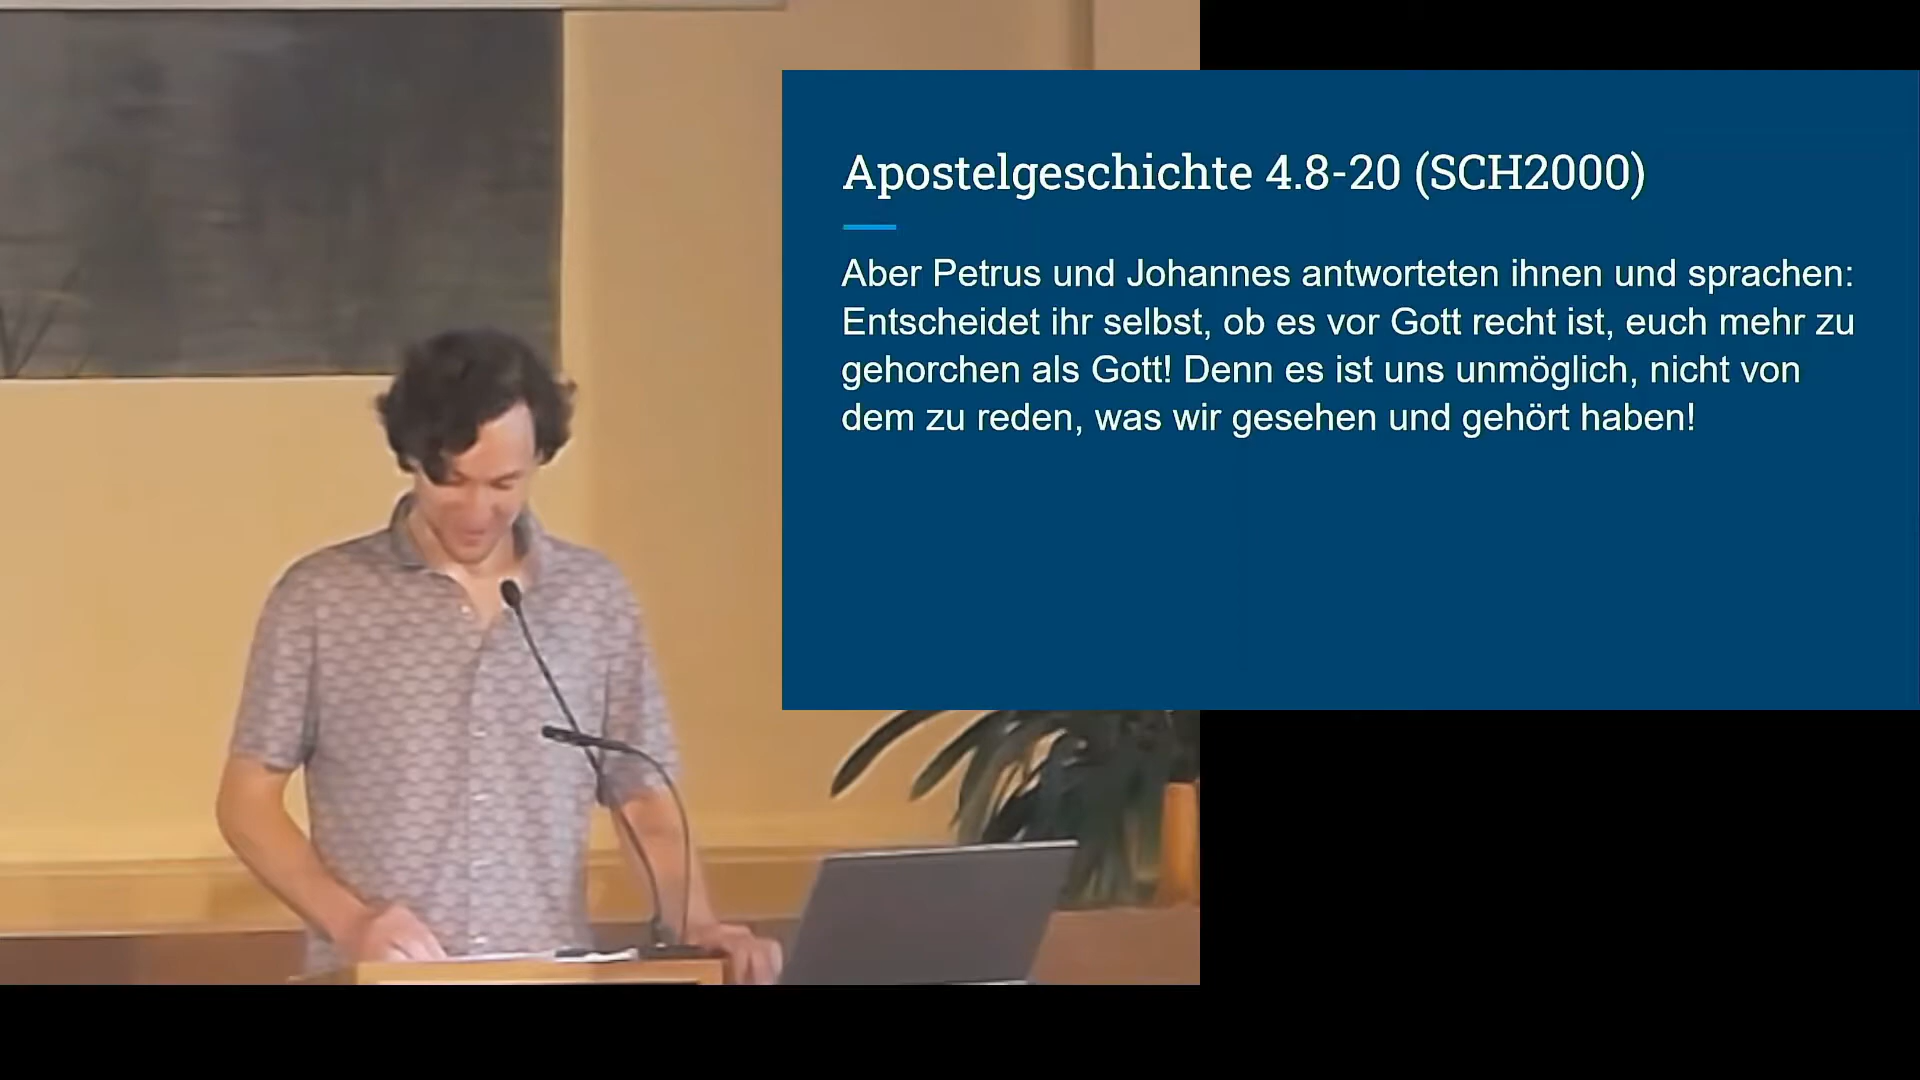 Apostelgeschichte 4.8-20 (SCH2000)
Aber Petrus und Johannes antworteten ihnen und sprachen:
Entscheidet ihr selbst, ob es vor Gott recht ist, euch mehr zu
gehorchen als Gott! Denn es ist uns unmöglich, nicht von
dem zu reden, was wir gesehen und gehört haben!